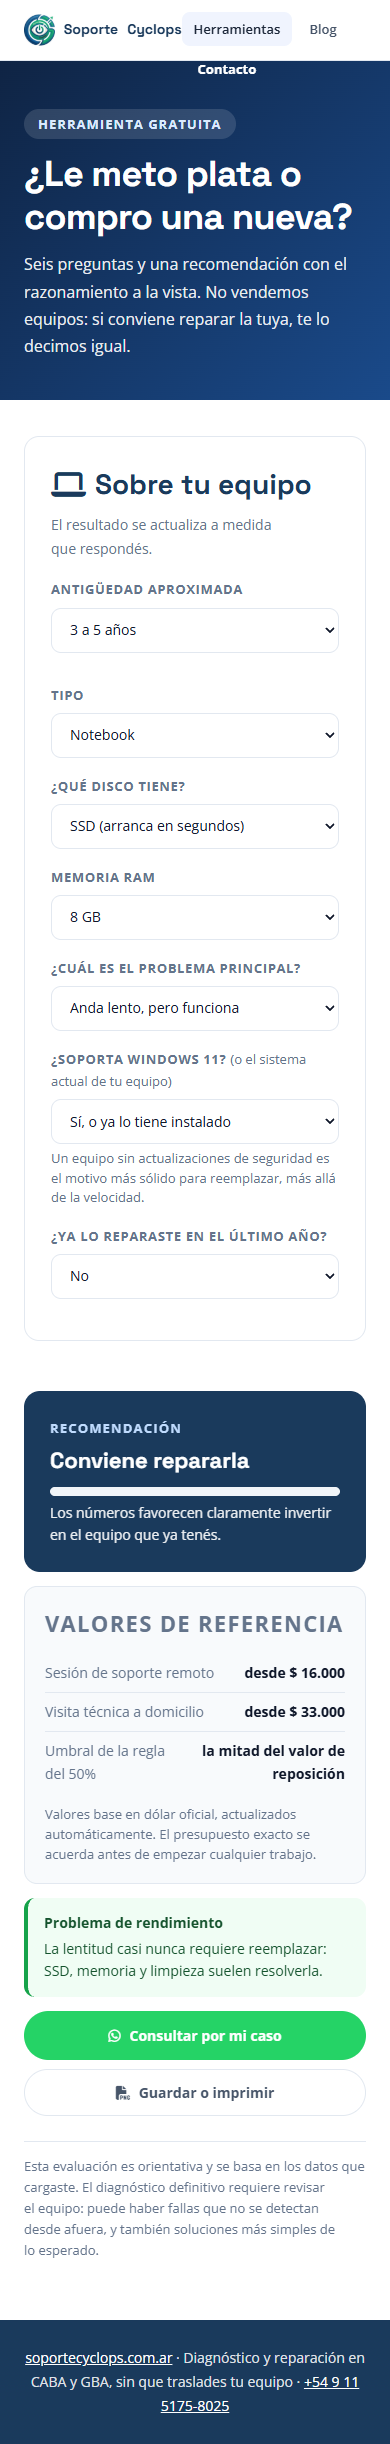 Soporte Cyclops Herramientas Blog
Contacto
HERRAMIENTA GRATUITA
¿Le meto plata o
compro una nueva?
Seis preguntas y una recomendación con el
razonamiento a la vista. No vendemos
equipos: si conviene reparar la tuya, te lo
decimos igual.
Sobre tu equipo
El resultado se actualiza a medida
que respondés.
ANTIGÜEDAD APROXIMADA
3 a 5 años
TIPO
Notebook
¿QUÉ DISCO TIENE?
SSD (arranca en segundos)
MEMORIA RAM
8 GB
¿CUÁL ES EL PROBLEMA PRINCIPAL?
Anda lento, pero funciona
¿SOPORTA WINDOWS 11? (o el sistema
actual de tu equipo)
Sí, o ya lo tiene instalado
Un equipo sin actualizaciones de seguridad es
el motivo más sólido para reemplazar, más allá
de la velocidad.
¿YA LO REPARASTE EN EL ÚLTIMO AÑO?
No
RECOMENDACIÓN
Conviene repararla
Los números favorecen claramente invertir
en el equipo que ya tenés.
VALORES DE REFERENCIA
Sesión de soporte remoto desde $ 16.000
Visita técnica a domicilio desde $ 33.000
Umbral de la regla la mitad del valor de
del 50% reposición
Valores base en dólar oficial, actualizados
automáticamente. El presupuesto exacto se
acuerda antes de empezar cualquier trabajo.
Problema de rendimiento
La lentitud casi nunca requiere reemplazar:
SSD, memoria y limpieza suelen resolverla.
Consultar por mi caso
Guardar o imprimir
Esta evaluación es orientativa y se basa en los datos que
cargaste. El diagnóstico definitivo requiere revisar
el equipo: puede haber fallas que no se detectan
desde afuera, y también soluciones más simples de
lo esperado.
soportecyclops.com.ar · Diagnóstico y reparación en
CABA y GBA, sin que traslades tu equipo · +54 9 11
5175-8025